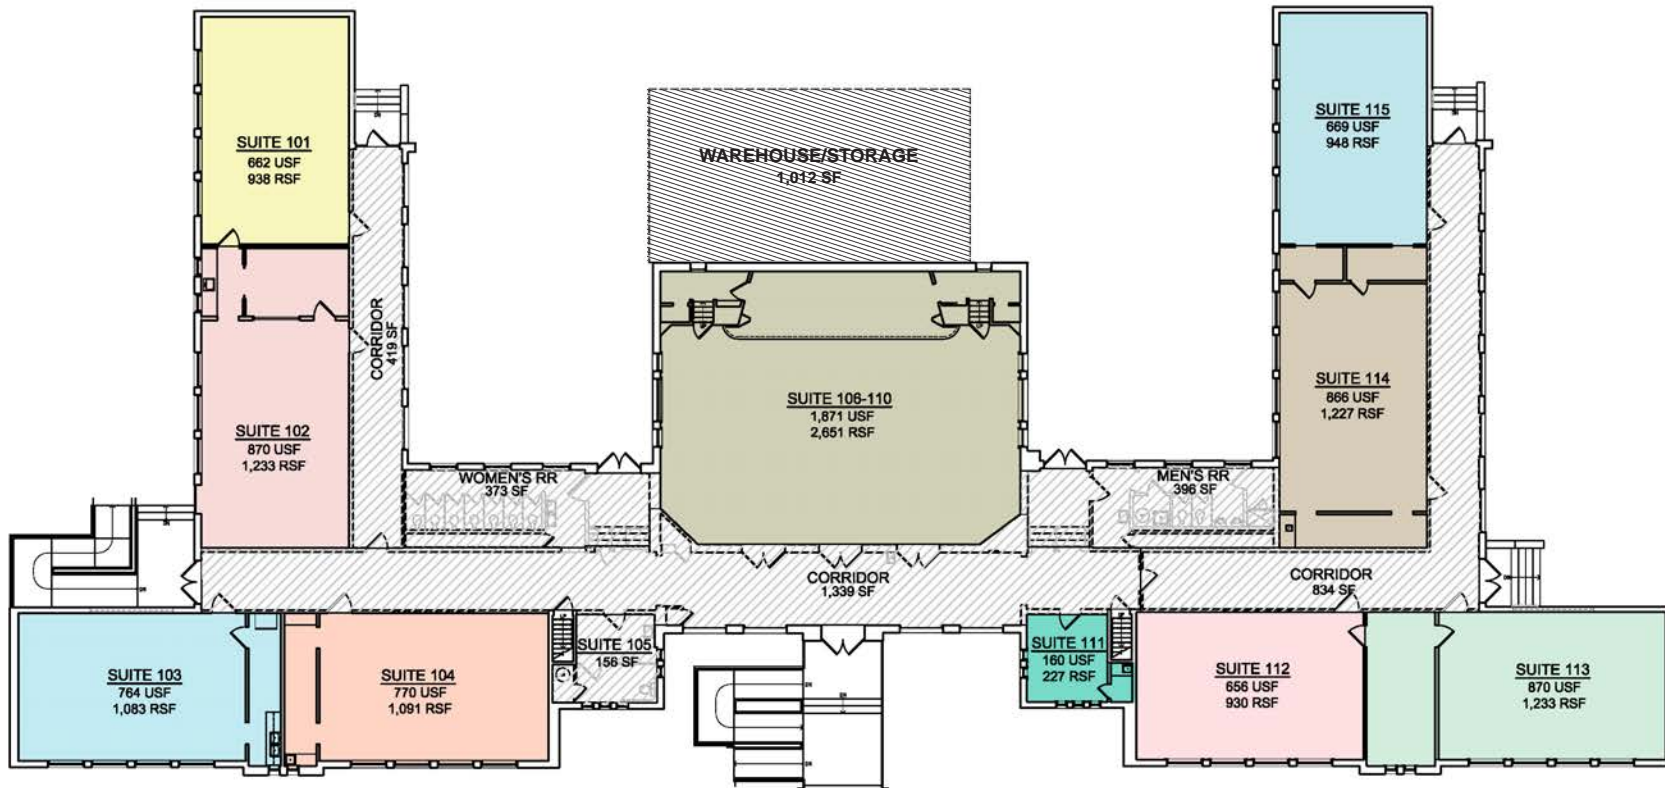 SUITE 101
662 USF
938 RSF
SUITE 115
669 USF
948 RSF
WAREHOUSE/STORAGE
1,012 SF
CORRIDOR
419 SF
SUITE 102
870 USF
1,233 RSF
SUITE 106-110
1,871 USF
2,651 RSF
SUITE 114
866 USF
1,227 RSF
WOMEN'S RR
373 SF
MEN'S RR
396 SF
CORRIDOR
1,339 SF
CORRIDOR
834 SF
SUITE 103
764 USF
1,083 RSF
SUITE 104
770 USF
1,091 RSF
SUITE 105
156 SF
SUITE 111
160 USF
227 RSF
SUITE 112
656 USF
930 RSF
SUITE 113
870 USF
1,233 RSF